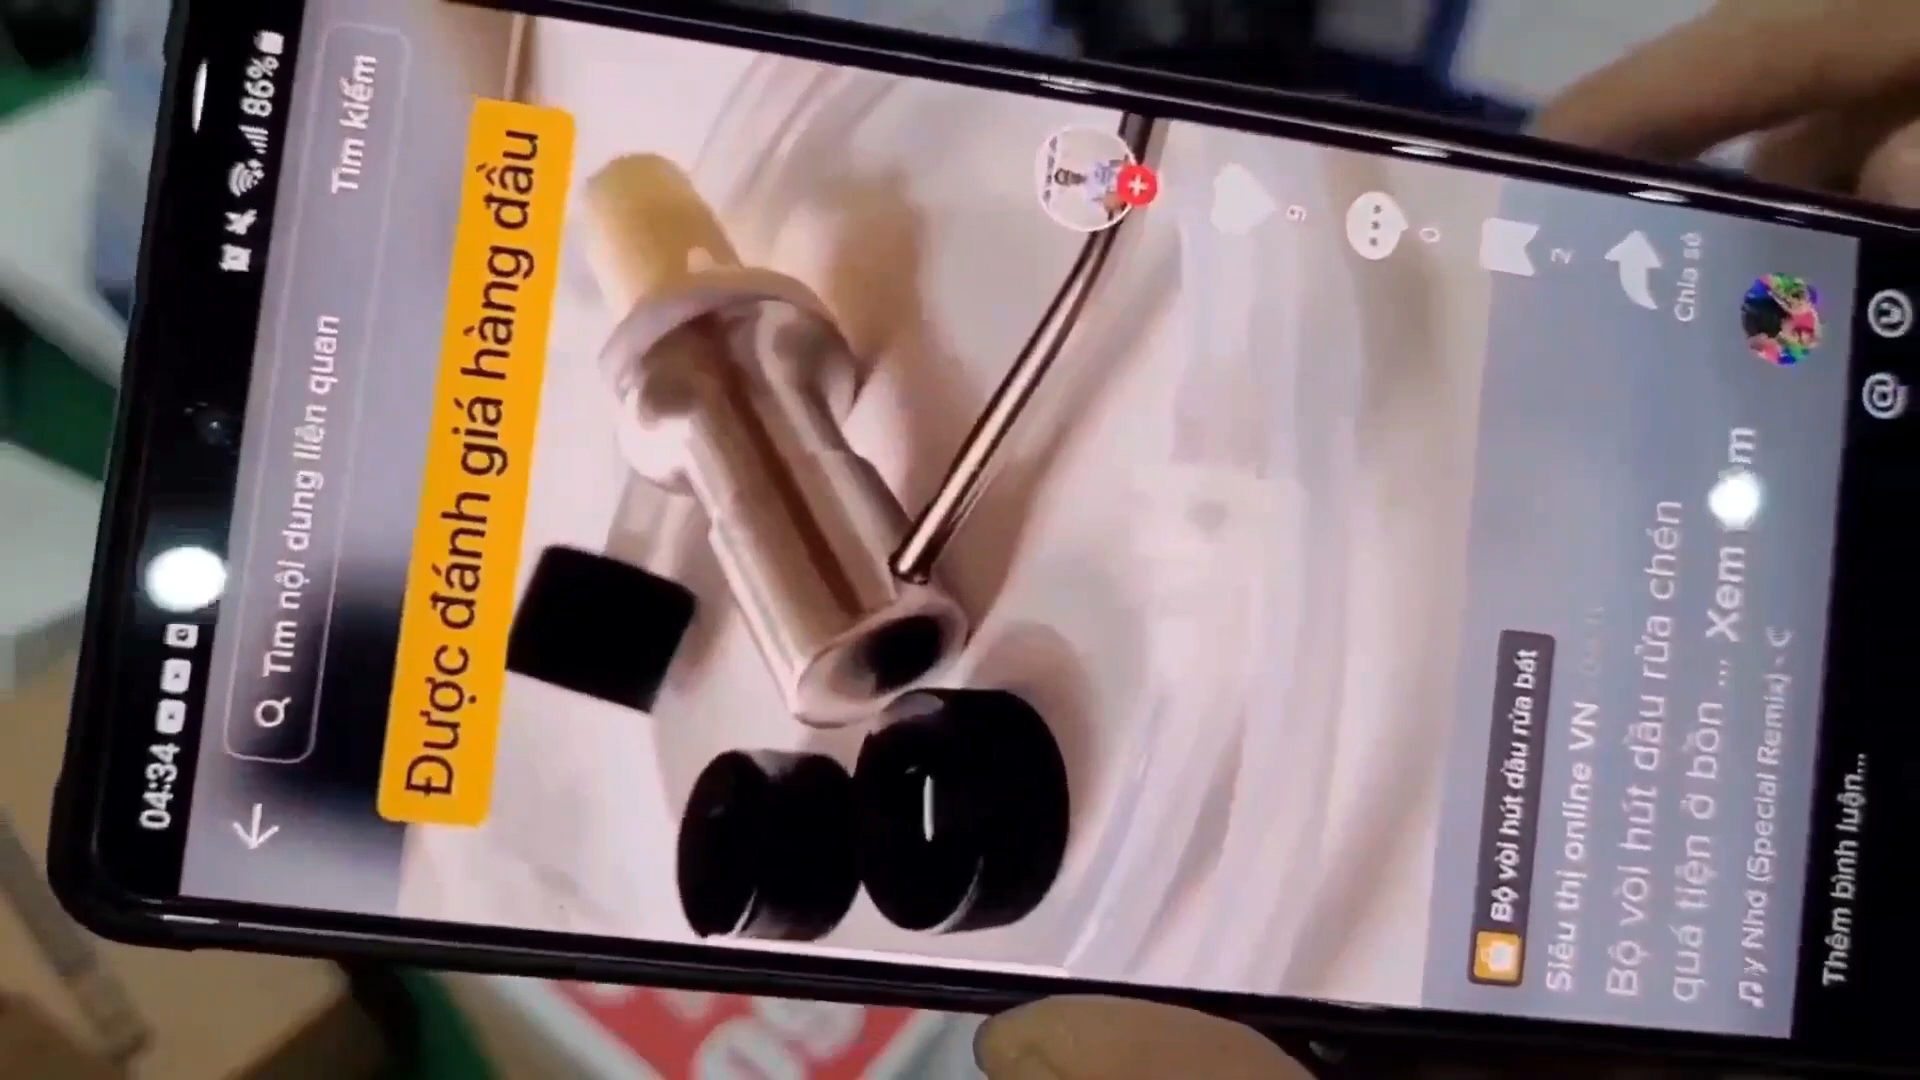 04:34
86%
Tìm nội dung liên quan
Tìm kiếm
Được đánh giá hàng đầu
9
0
2
Chia sẻ
Bộ vòi hút dầu rửa bát
Siêu thị online VN
Bộ vòi hút dầu rửa chén
quá tiện ở bồn ... Xem
y Nhớ (Special Remix)
Thêm bình luận...